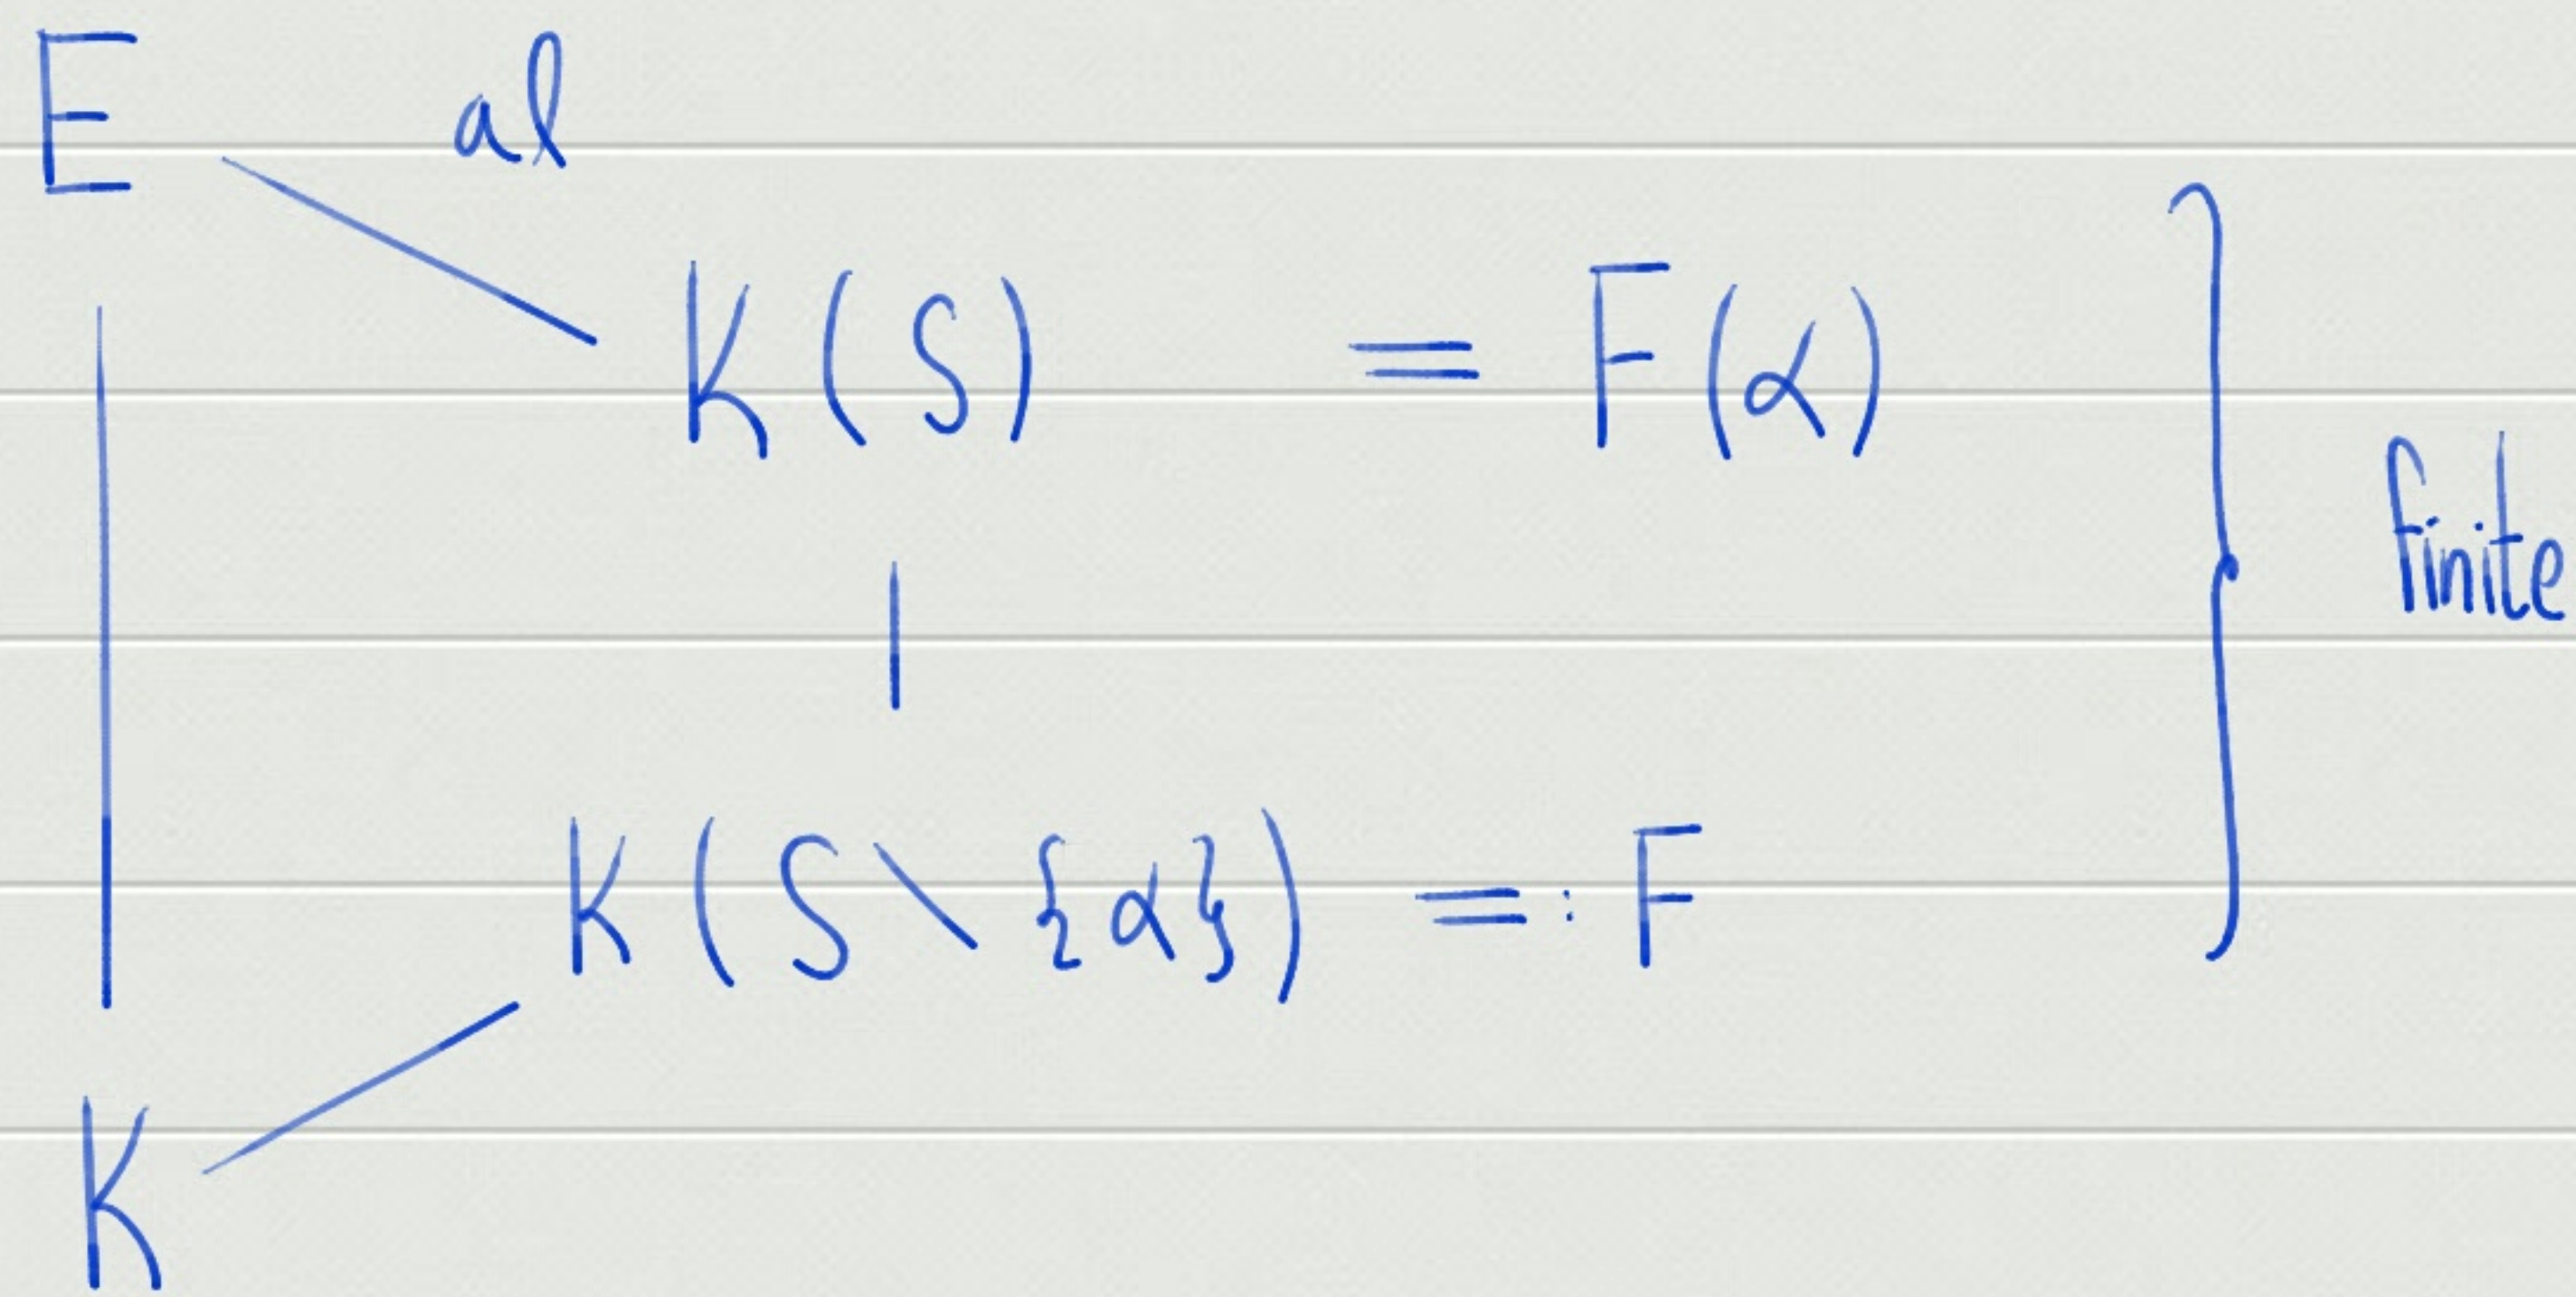 E al
K(S) = F(α)
finite
K(S∖{α}) =: F
K